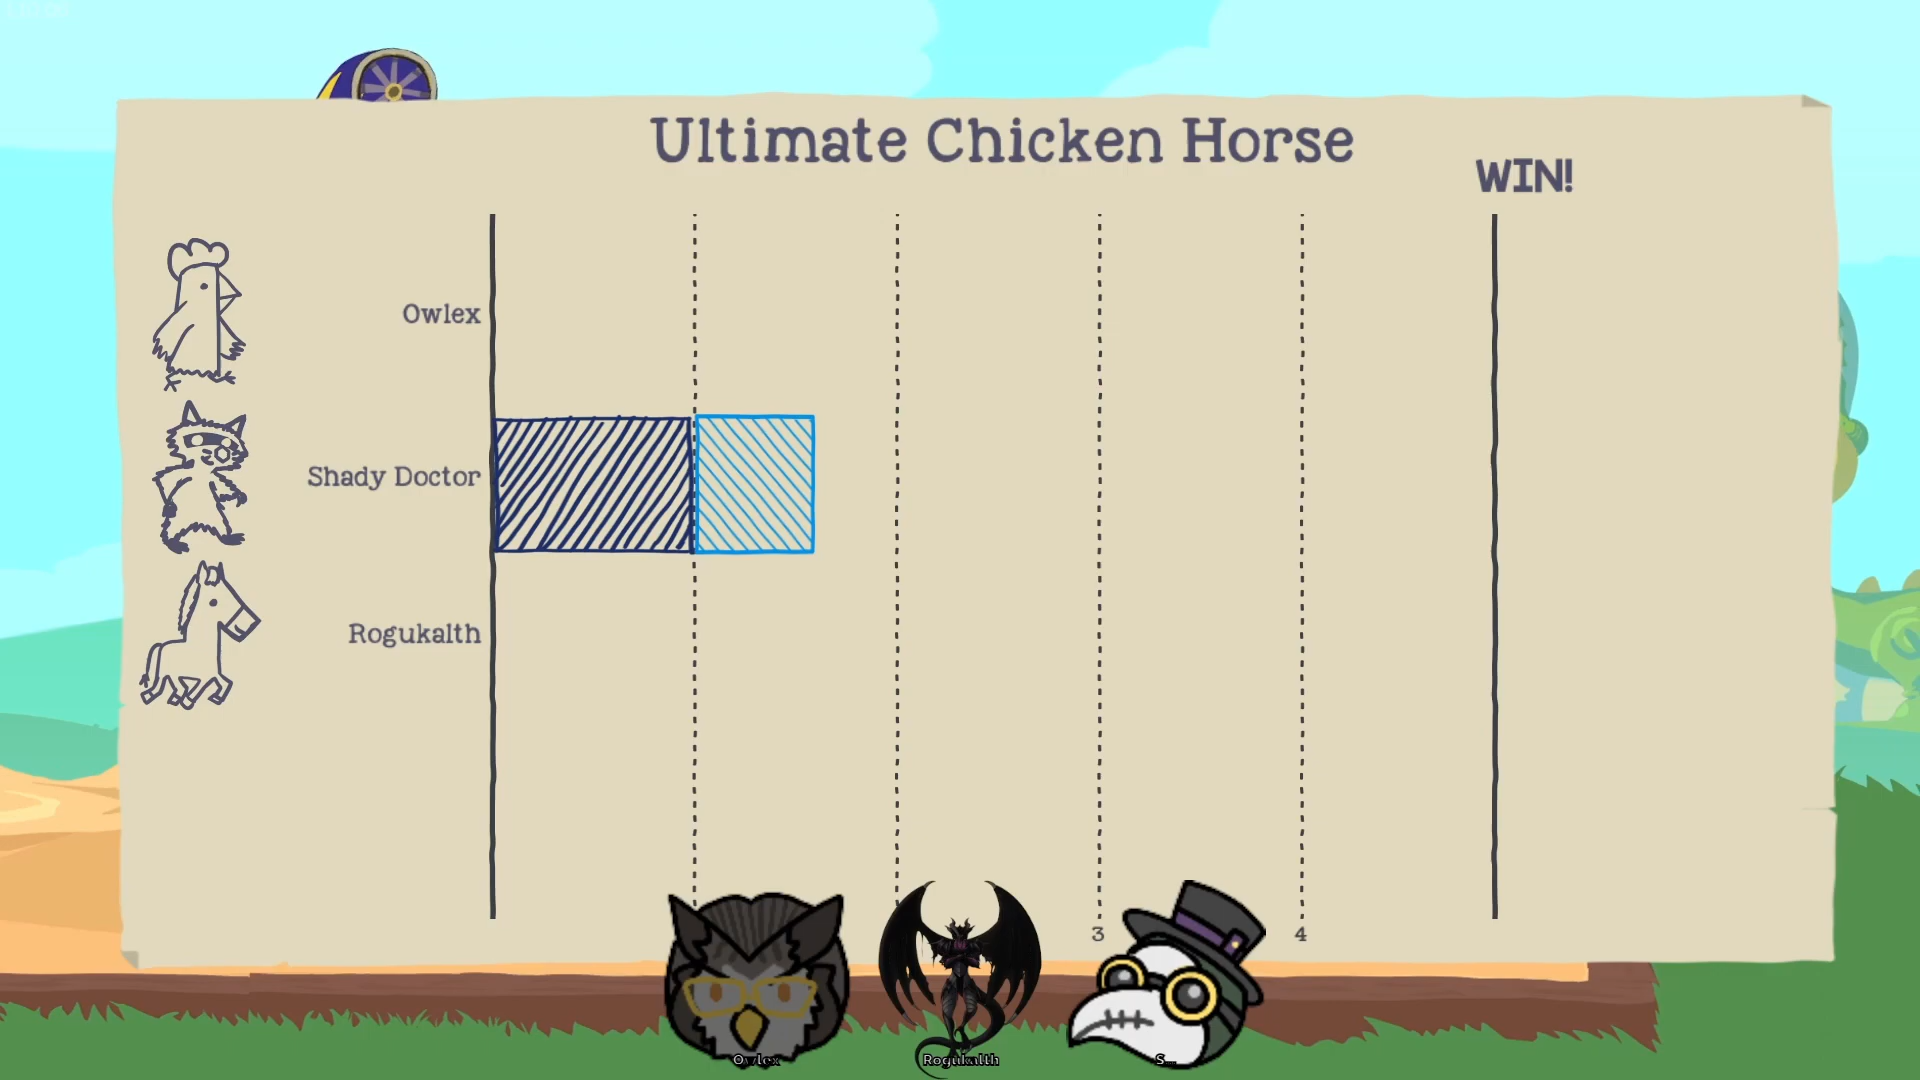 Ultimate Chicken Horse
WIN!
Owlex
Shady Doctor
Rogukalth
3
4
Owlex
Rogukalth
S...